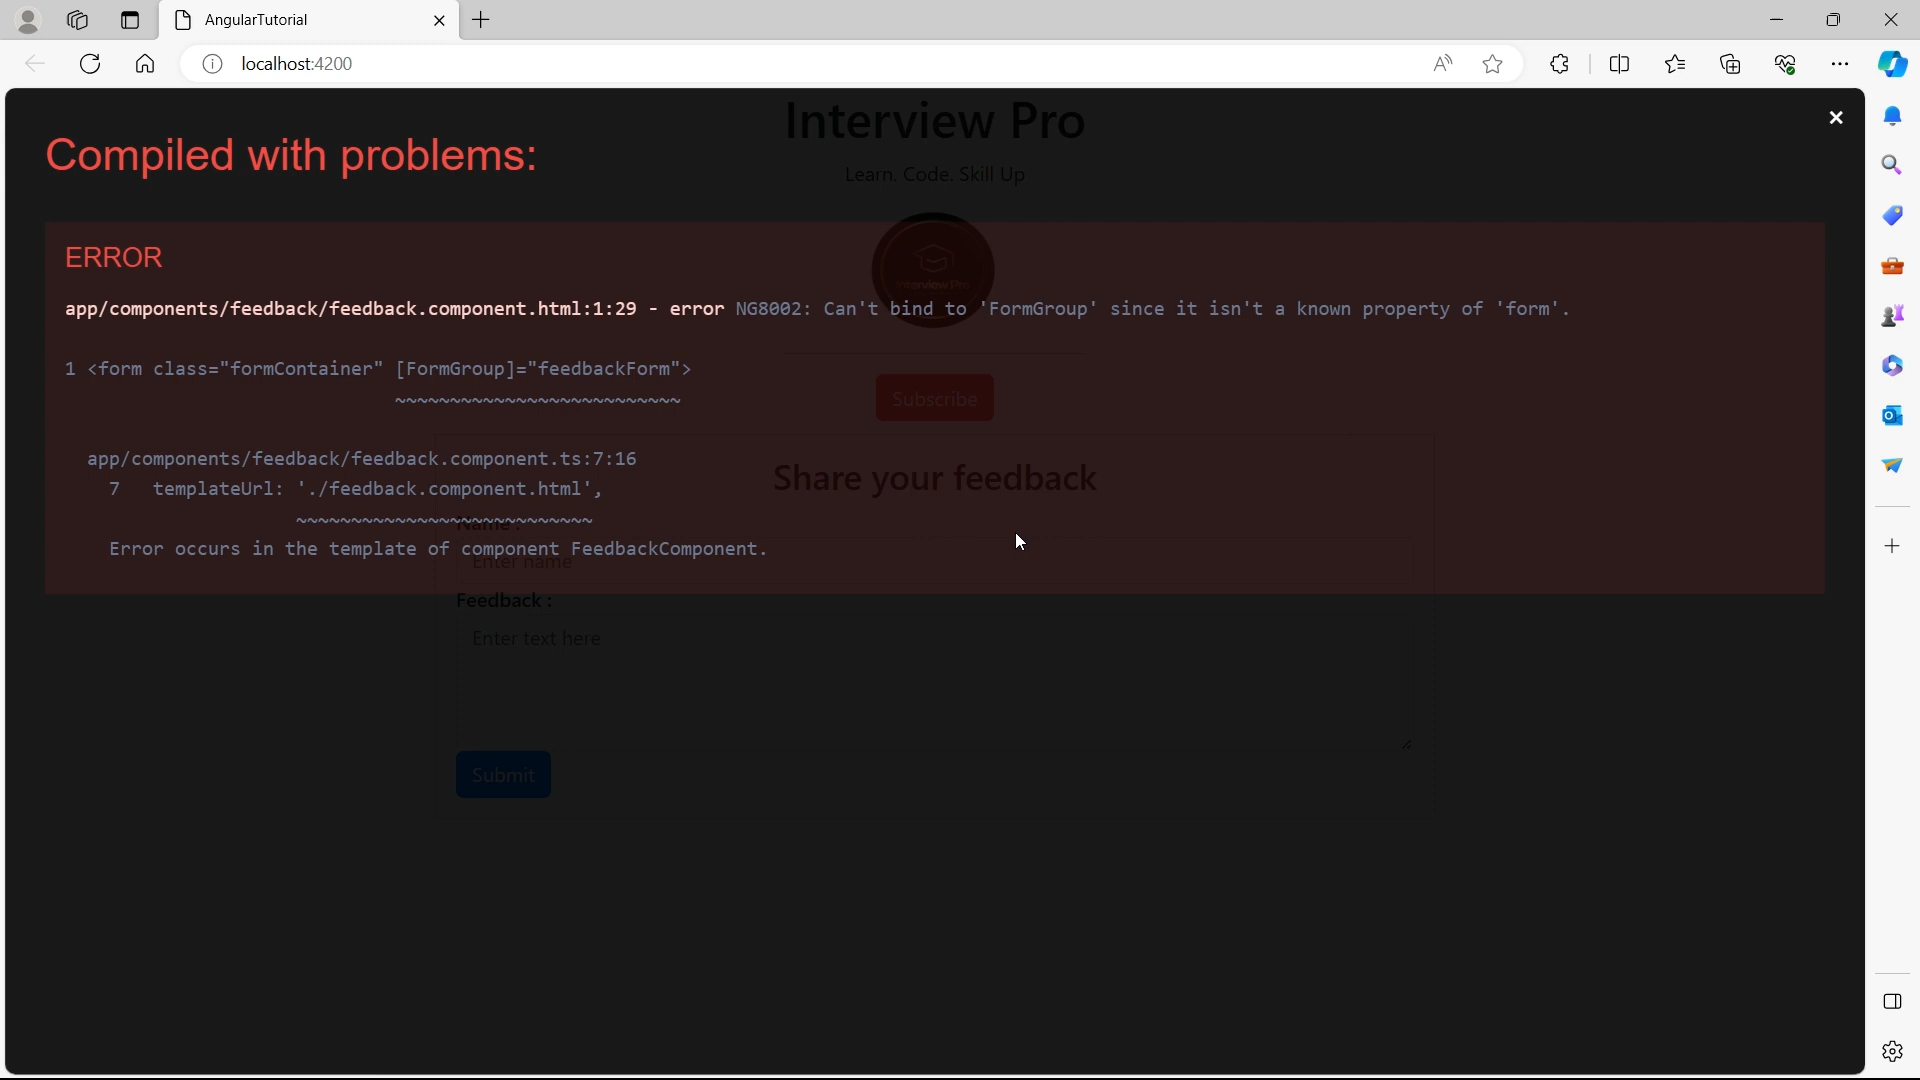 AngularTutorial
localhost:4200
Interview Pro
Learn. Code. Skill Up
Compiled with problems:
ERROR
Interview Pro
app/components/feedback/feedback.component.html:1:29 - error NG8002: Can't bind to 'FormGroup' since it isn't a known property of 'form'.
1 <form class="formContainer" [FormGroup]="feedbackForm">
~~~~~~~~~~~~~~~~~~~~~~~~~~
Subscribe
app/components/feedback/feedback.component.ts:7:16
Share your feedback
7 templateUrl: './feedback.component.html',
~~~~~~~~~~~~~~~~~~~~~~~~~~~
Name :
Error occurs in the template of component FeedbackComponent.
Enter name
Feedback :
Enter text here
Submit